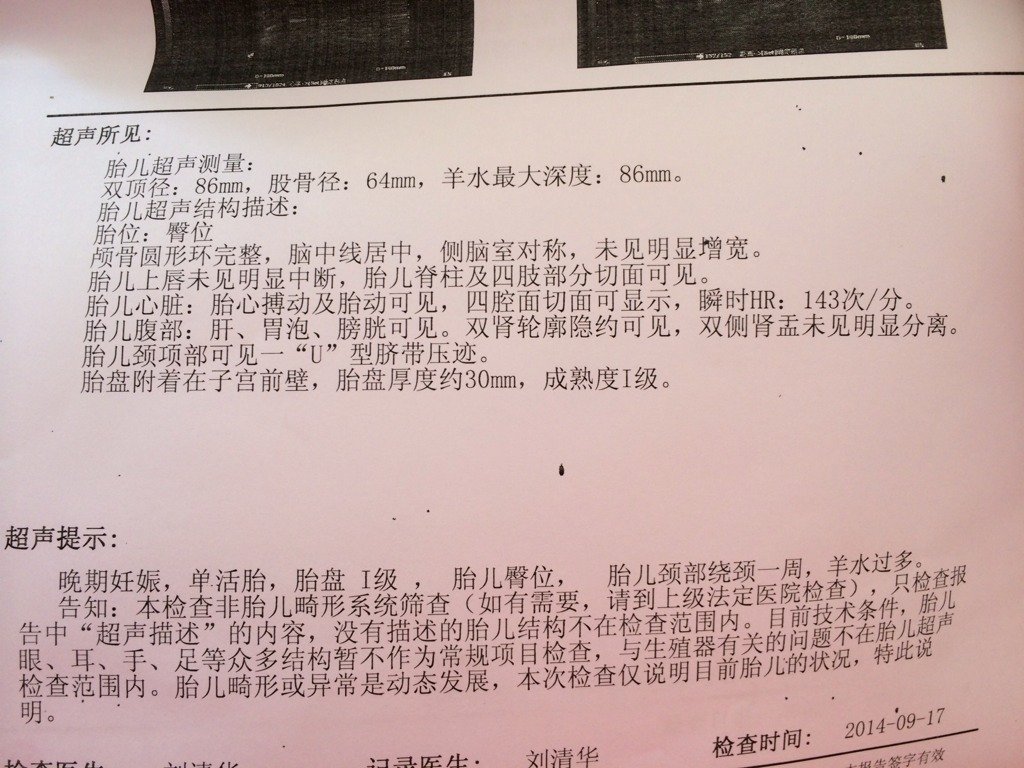 超声所见:
胎儿超声测量:
双顶径: 86mm, 股骨径: 64mm, 羊水最大深度: 86mm。
胎儿超声结构描述:
胎位: 臀位
颅骨圆形环完整, 脑中线居中, 侧脑室对称, 未见明显增宽。
胎儿上唇未见明显中断, 胎儿脊柱及四肢部分切面可见。
胎儿心脏: 胎心搏动及胎动可见, 四腔面切面可显示, 瞬时HR: 143次/分。
胎儿腹部: 肝、胃泡、膀胱可见。双肾轮廓隐约可见, 双侧肾盂未见明显分离。
胎儿颈项部可见一“U”型脐带压迹。
胎盘附着在子宫前壁, 胎盘厚度约30mm, 成熟度I级。
超声提示:
晚期妊娠, 单活胎, 胎盘 I级 , 胎儿臀位, 胎儿颈部绕颈一周, 羊水过多。
告知: 本检查非胎儿畸形系统筛查（如有需要, 请到上级法定医院检查）, 只检查报
告中“超声描述”的内容, 没有描述的胎儿结构不在检查范围内。目前技术条件, 胎儿
眼、耳、手、足等众多结构暂不作为常规项目检查, 与生殖器有关的问题不在胎儿超声
检查范围内。胎儿畸形或异常是动态发展, 本次检查仅说明目前胎儿的状况, 特此说
明。
检查时间: 2014-09-17
检查医生: 刘清华 记录医生: 刘清华
本报告签字有效